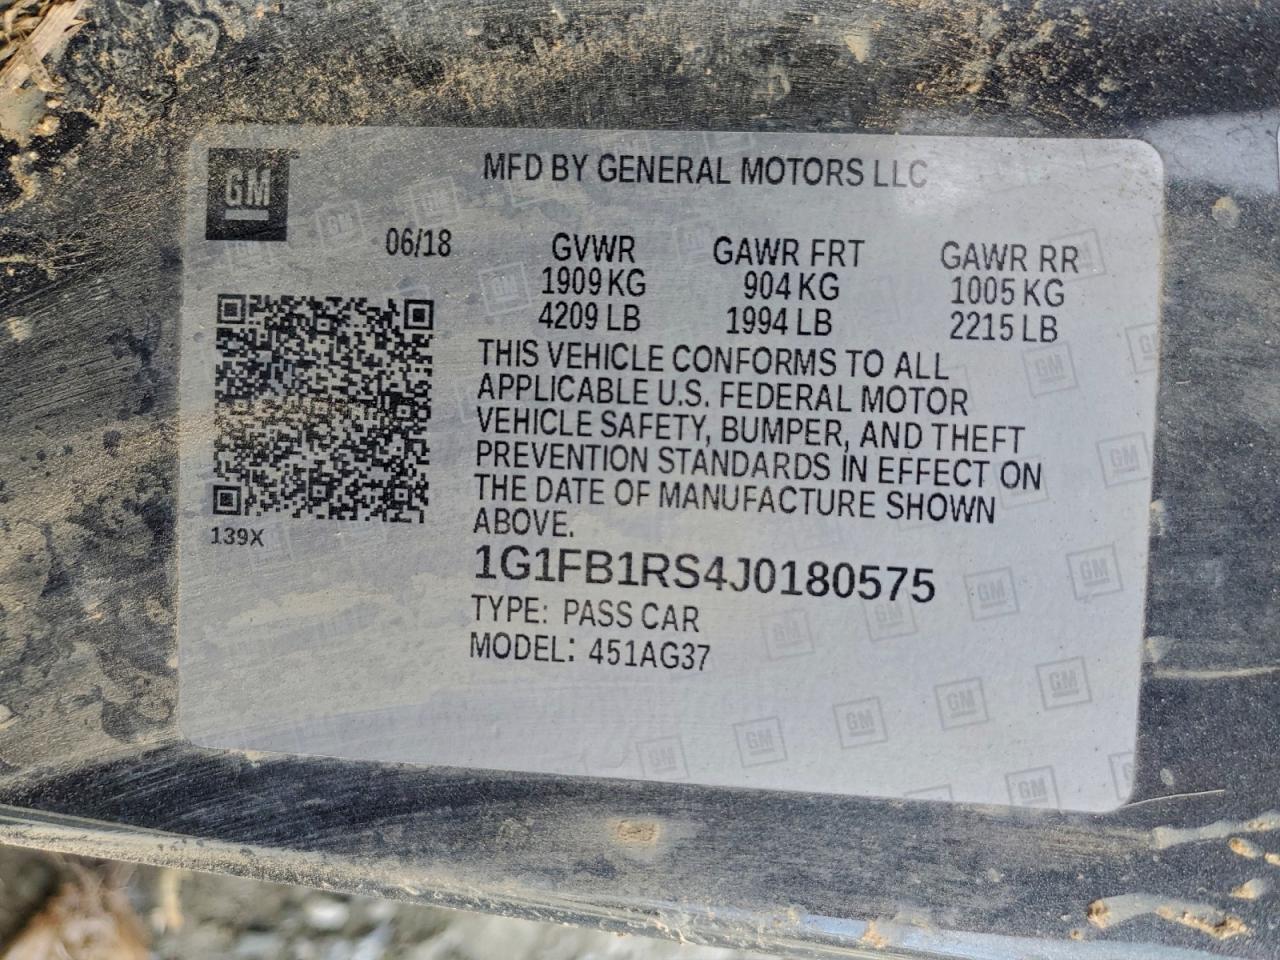 GM
MFD BY GENERAL MOTORS LLC
06/18 GVWR GAWR FRT GAWR RR
1909 KG 904 KG 1005 KG
4209 LB 1994 LB 2215 LB
THIS VEHICLE CONFORMS TO ALL
APPLICABLE U.S. FEDERAL MOTOR
VEHICLE SAFETY, BUMPER, AND THEFT
PREVENTION STANDARDS IN EFFECT ON
THE DATE OF MANUFACTURE SHOWN
ABOVE.
139X
1G1FB1RS4J0180575
TYPE: PASS CAR
MODEL: 451AG37